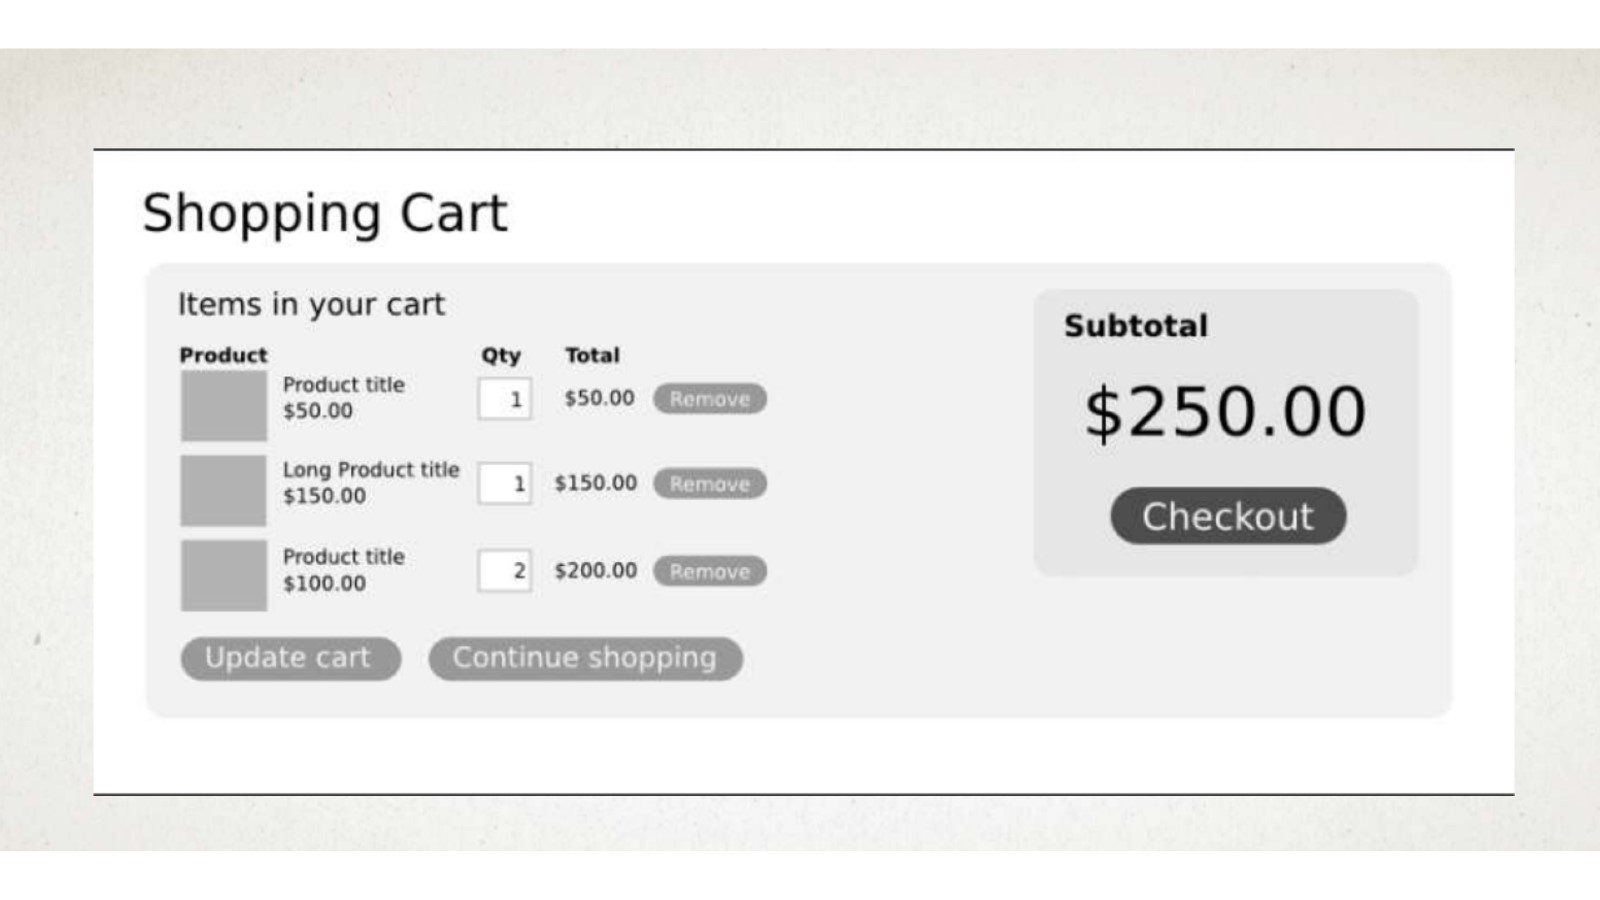 Shopping Cart
Items in your cart
Product Qty Total
Product title
$50.00
1 $50.00 Remove
Long Product title
$150.00
1 $150.00 Remove
Product title
$100.00
2 $200.00 Remove
Update cart Continue shopping
Subtotal
$250.00
Checkout